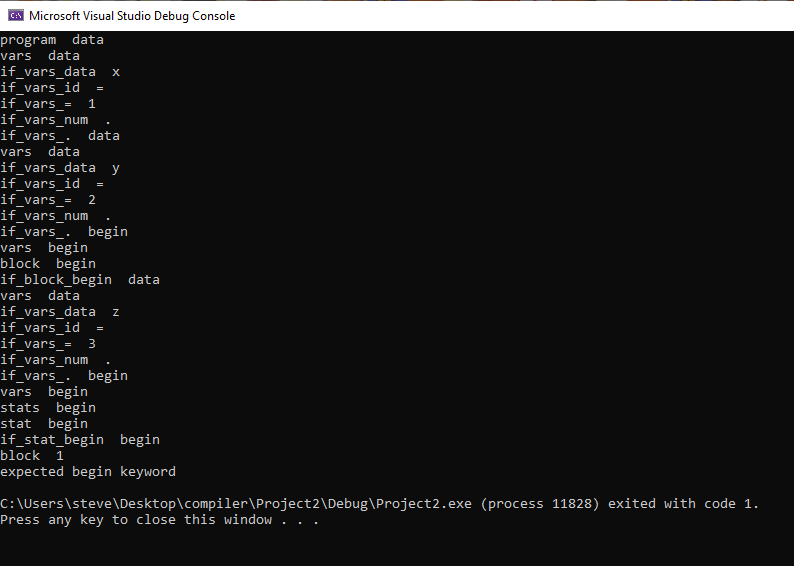 Microsoft Visual Studio Debug Console
program  data
vars  data
if_vars_data  x
if_vars_id  =
if_vars_=  1
if_vars_num  .
if_vars_.  data
vars  data
if_vars_data  y
if_vars_id  =
if_vars_=  2
if_vars_num  .
if_vars_.  begin
vars  begin
block  begin
if_block_begin  data
vars  data
if_vars_data  z
if_vars_id  =
if_vars_=  3
if_vars_num  .
if_vars_.  begin
vars  begin
stats  begin
stat  begin
if_stat_begin  begin
block  1
expected begin keyword
C:\Users\steve\Desktop\compiler\Project2\Debug\Project2.exe (process 11828) exited with code 1.
Press any key to close this window . . .